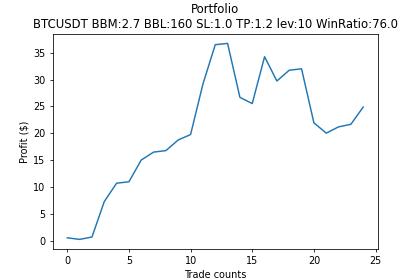 Portfolio
BTCUSDT BBM:2.7 BBL:160 SL:1.0 TP:1.2 lev:10 WinRatio:76.0
Profit ($)
35
30
25
20
15
10
5
0
0 5 10 15 20 25
Trade counts